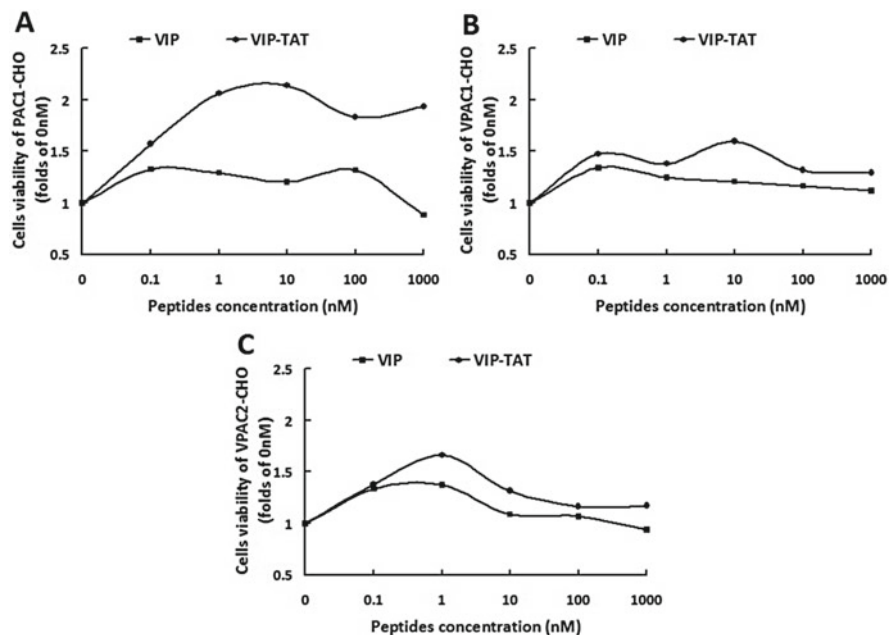 A
VIP VIP-TAT
Cells viability of PAC1-CHO
(folds of 0nM)
2.5
2
1.5
1
0.5
0 0.1 1 10 100 1000
Peptides concentration (nM)
B
VIP VIP-TAT
Cells viability of VPAC1-CHO
(folds of 0nM)
2.5
2
1.5
1
0.5
0 0.1 1 10 100 1000
Peptides concentration (nM)
C
VIP VIP-TAT
Cells viability of VPAC2-CHO
(folds of 0nM)
2.5
2
1.5
1
0.5
0 0.1 1 10 100 1000
Peptides concentration (nM)